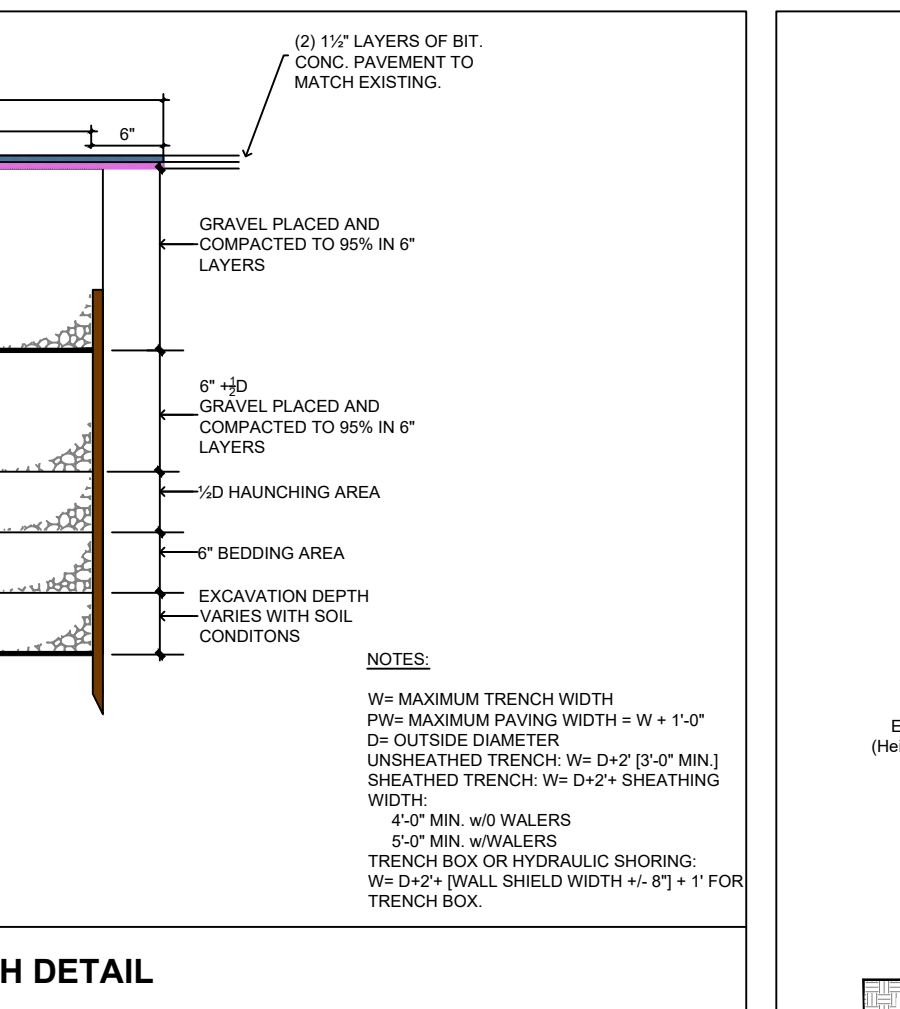 (2) 1½" LAYERS OF BIT.
CONC. PAVEMENT TO
MATCH EXISTING.
6"
GRAVEL PLACED AND
COMPACTED TO 95% IN 6"
LAYERS
6" +½D
GRAVEL PLACED AND
COMPACTED TO 95% IN 6"
LAYERS
½D HAUNCHING AREA
6" BEDDING AREA
EXCAVATION DEPTH
VARIES WITH SOIL
CONDITONS
NOTES:
W= MAXIMUM TRENCH WIDTH
PW= MAXIMUM PAVING WIDTH = W + 1'-0"
D= OUTSIDE DIAMETER
UNSHEATHED TRENCH: W= D+2' [3'-0" MIN.]
SHEATHED TRENCH: W= D+2'+ SHEATHING
WIDTH:
4'-0" MIN. w/0 WALERS
5'-0" MIN. w/WALERS
TRENCH BOX OR HYDRAULIC SHORING:
W= D+2'+ [WALL SHIELD WIDTH +/- 8"] + 1' FOR
TRENCH BOX.
H DETAIL
(Hei